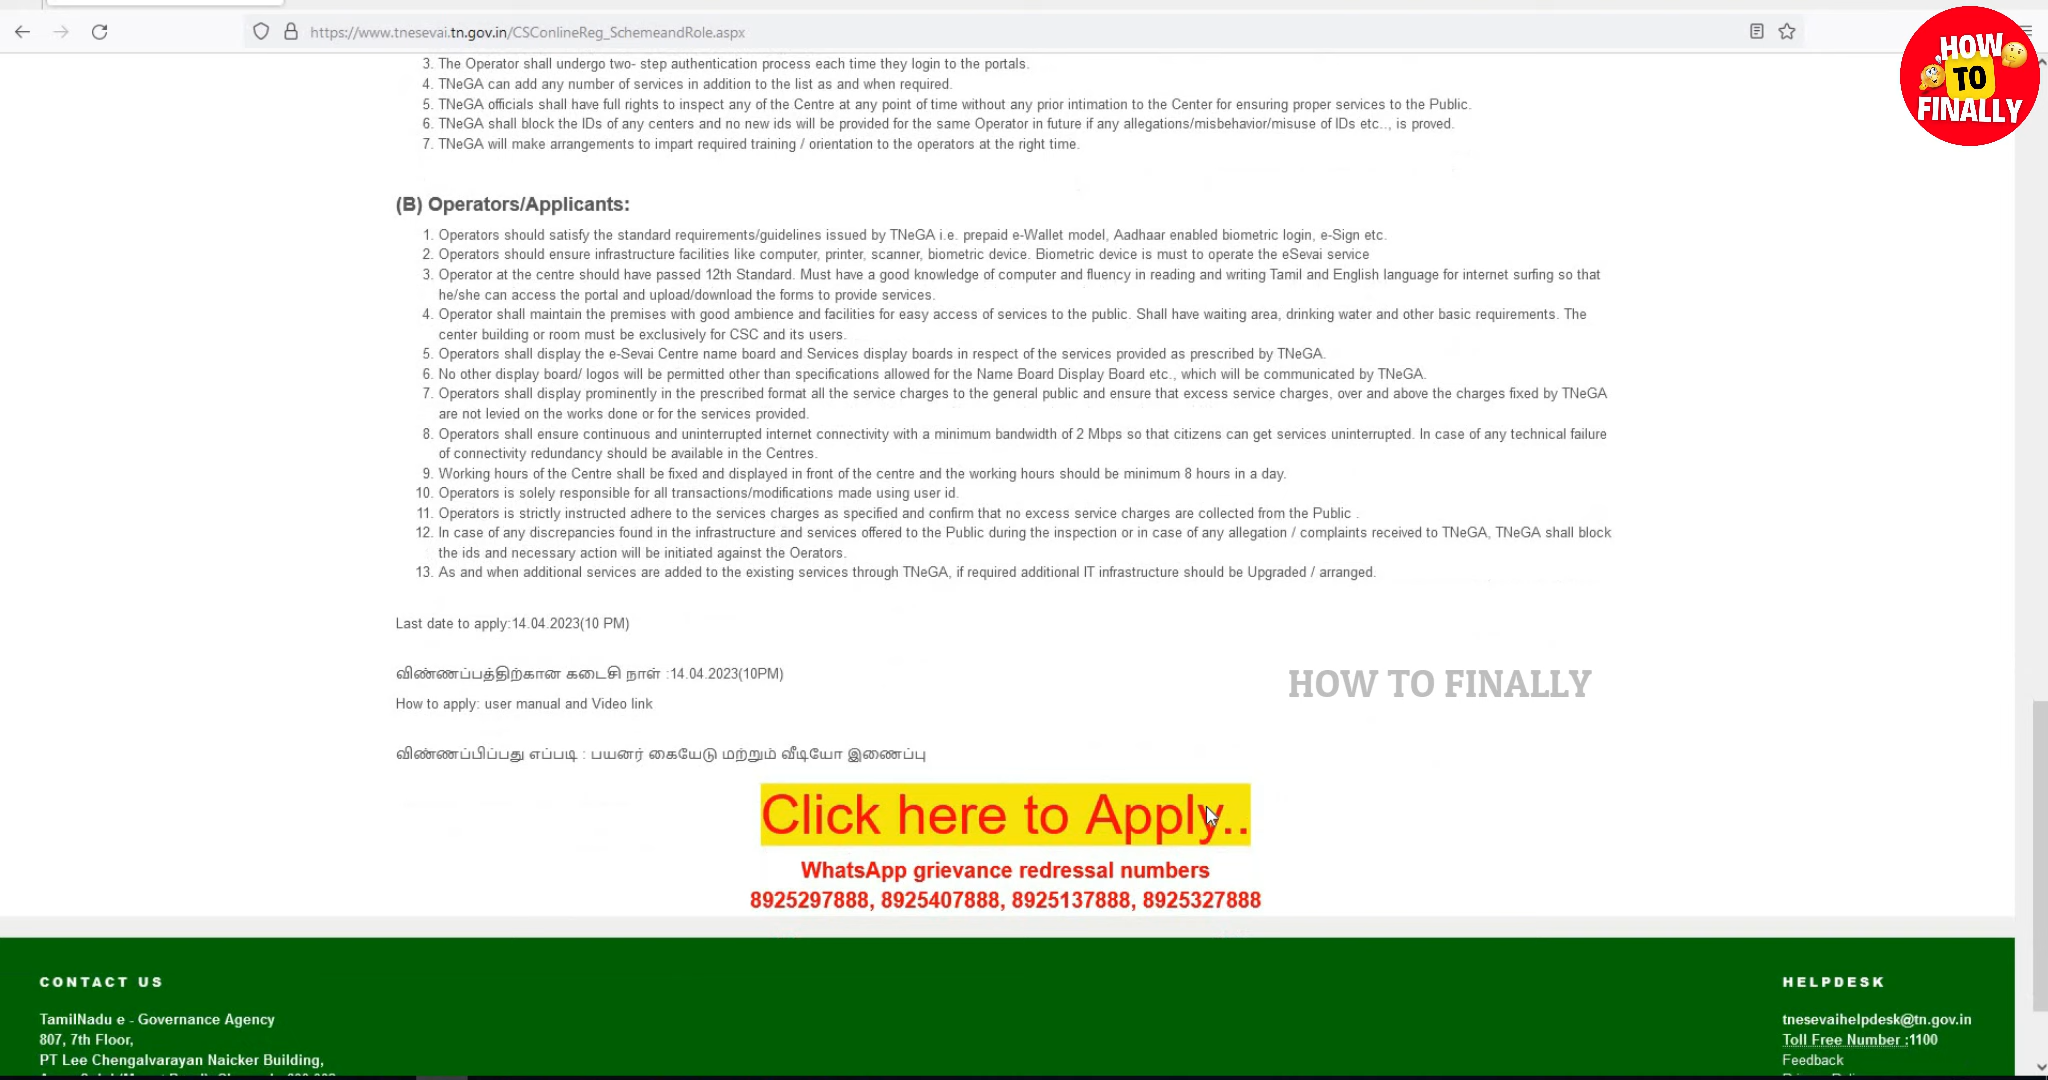 https://www.tnesevai.tn.gov.in/CSConlineReg_SchemeandRole.aspx
HOW
TO
FINALLY
3. The Operator shall undergo two- step authentication process each time they login to the portals.
4. TNeGA can add any number of services in addition to the list as and when required.
5. TNeGA officials shall have full rights to inspect any of the Centre at any point of time without any prior intimation to the Center for ensuring proper services to the Public.
6. TNeGA shall block the IDs of any centers and no new ids will be provided for the same Operator in future if any allegations/misbehavior/misuse of IDs etc.., is proved.
7. TNeGA will make arrangements to impart required training / orientation to the operators at the right time.
(B) Operators/Applicants:
1. Operators should satisfy the standard requirements/guidelines issued by TNeGA i.e. prepaid e-Wallet model, Aadhaar enabled biometric login, e-Sign etc.
2. Operators should ensure infrastructure facilities like computer, printer, scanner, biometric device. Biometric device is must to operate the eSevai service
3. Operator at the centre should have passed 12th Standard. Must have a good knowledge of computer and fluency in reading and writing Tamil and English language for internet surfing so that
he/she can access the portal and upload/download the forms to provide services.
4. Operator shall maintain the premises with good ambience and facilities for easy access of services to the public. Shall have waiting area, drinking water and other basic requirements. The
center building or room must be exclusively for CSC and its users.
5. Operators shall display the e-Sevai Centre name board and Services display boards in respect of the services provided as prescribed by TNeGA.
6. No other display board/ logos will be permitted other than specifications allowed for the Name Board Display Board etc., which will be communicated by TNeGA.
7. Operators shall display prominently in the prescribed format all the service charges to the general public and ensure that excess service charges, over and above the charges fixed by TNeGA
are not levied on the works done or for the services provided.
8. Operators shall ensure continuous and uninterrupted internet connectivity with a minimum bandwidth of 2 Mbps so that citizens can get services uninterrupted. In case of any technical failure
of connectivity redundancy should be available in the Centres.
9. Working hours of the Centre shall be fixed and displayed in front of the centre and the working hours should be minimum 8 hours in a day.
10. Operators is solely responsible for all transactions/modifications made using user id.
11. Operators is strictly instructed adhere to the services charges as specified and confirm that no excess service charges are collected from the Public .
12. In case of any discrepancies found in the infrastructure and services offered to the Public during the inspection or in case of any allegation / complaints received to TNeGA, TNeGA shall block
the ids and necessary action will be initiated against the Oerators.
13. As and when additional services are added to the existing services through TNeGA, if required additional IT infrastructure should be Upgraded / arranged.
Last date to apply:14.04.2023(10 PM)
விண்ணப்பத்திற்கான கடைசி நாள் :14.04.2023(10PM)
HOW TO FINALLY
How to apply: user manual and Video link
விண்ணப்பிப்பது எப்படி : பயனர் கையேடு மற்றும் வீடியோ இணைப்பு
Click here to Apply..
WhatsApp grievance redressal numbers
8925297888, 8925407888, 8925137888, 8925327888
CONTACT US
TamilNadu e - Governance Agency
807, 7th Floor,
PT Lee Chengalvarayan Naicker Building,
HELPDESK
tnesevaihelpdesk@tn.gov.in
Toll Free Number :1100
Feedback